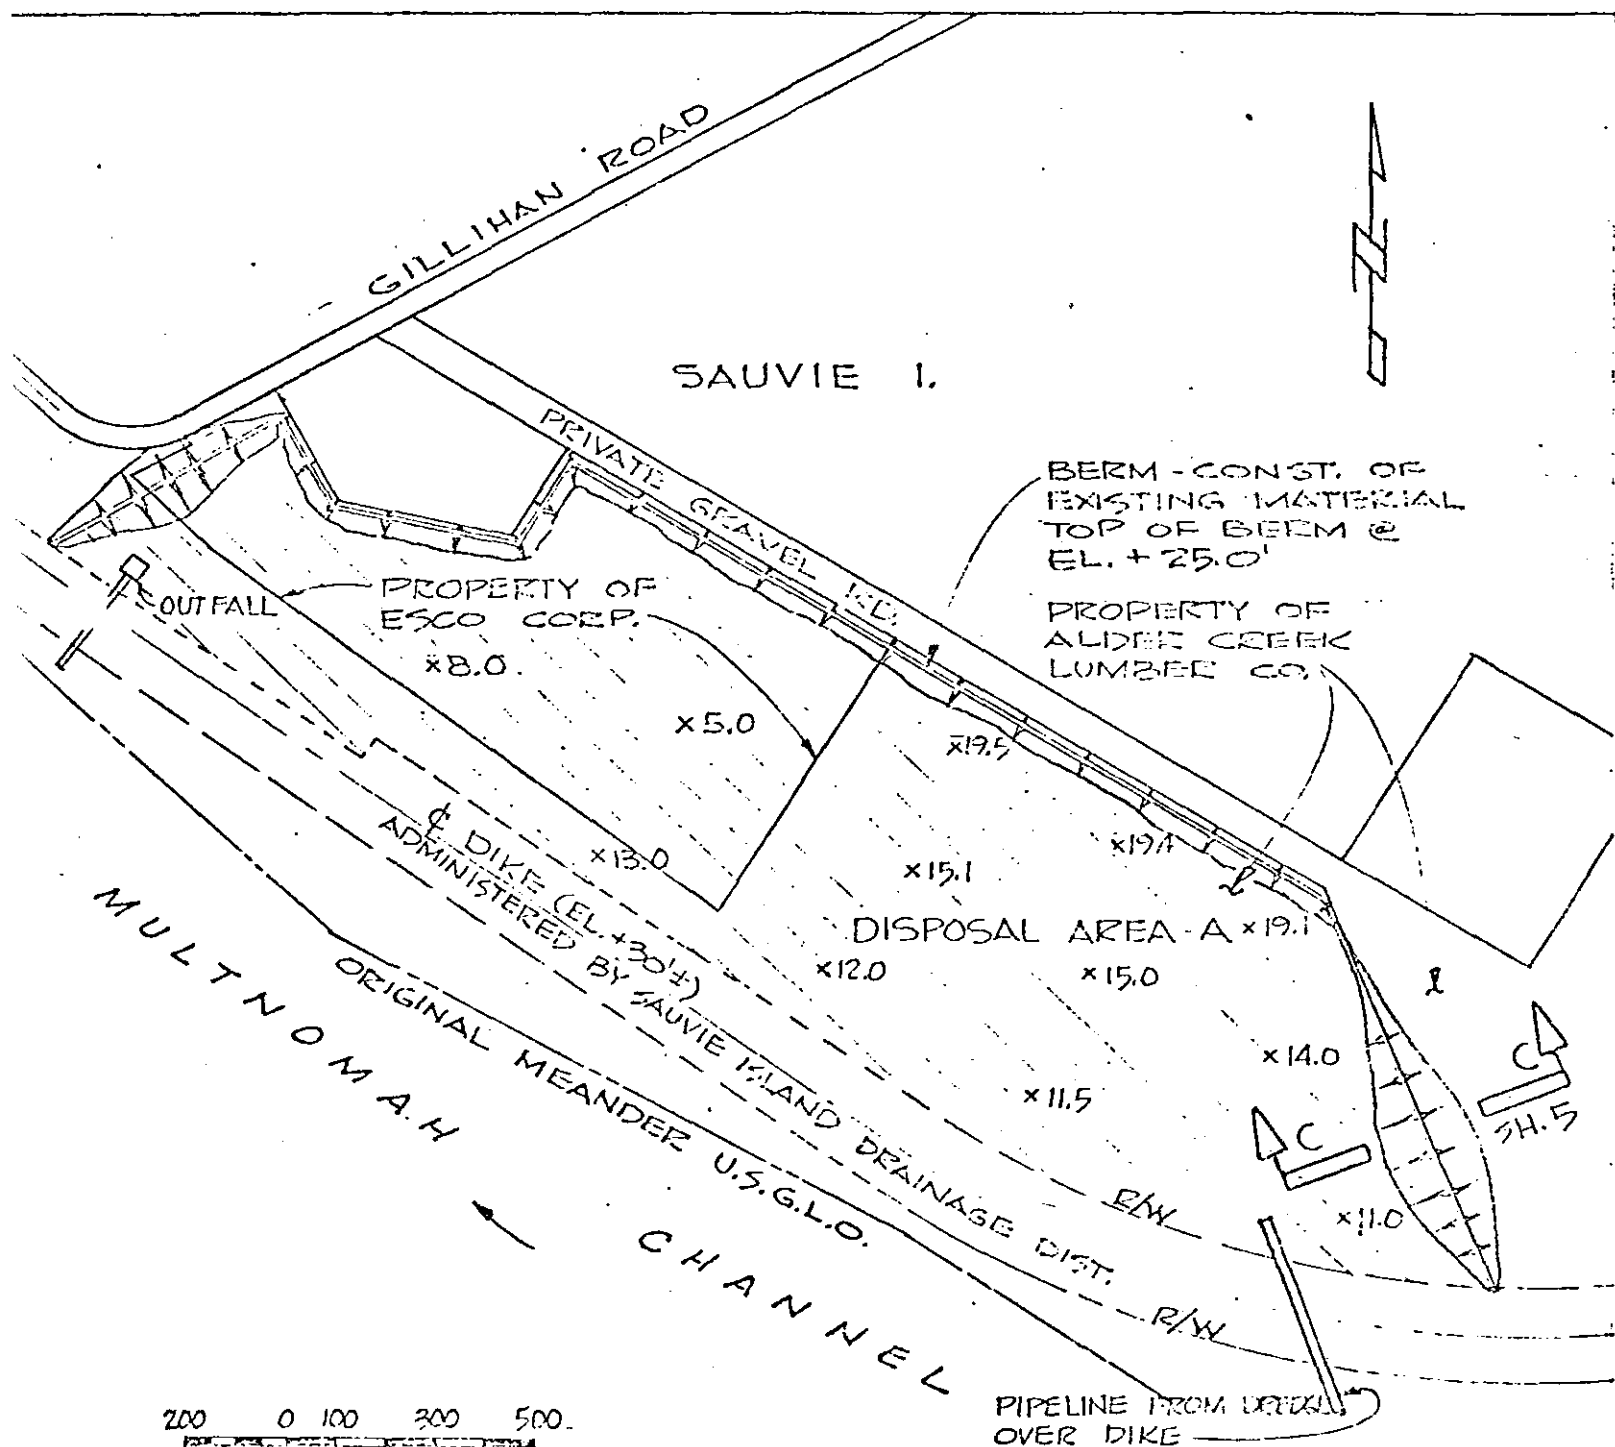 GILLIHAN ROAD
SAUVIE I.
PRIVATE GRAVEL RD.
BERM - CONST. OF
EXISTING MATERIAL
TOP OF BERM @
EL. + 25.0'
PROPERTY OF
ALDER CREEK
LUMBER CO.
OUTFALL
PROPERTY OF
ESCO CORP.
x8.0
x5.0
x19.5
x13.0
x15.1
x19.1
DISPOSAL AREA-A
x12.0
x15.0
x14.0
x11.5
x11.0
℄ DIKE (EL. +30'±)
ADMINISTERED BY SAUVIE ISLAND DRAINAGE DIST.
ORIGINAL MEANDER U.S.G.L.O.
MULTNOMAH
CHANNEL
R/W
R/W
C
C
SH.5
PIPELINE FROM
OVER DIKE
200 0 100 300 500